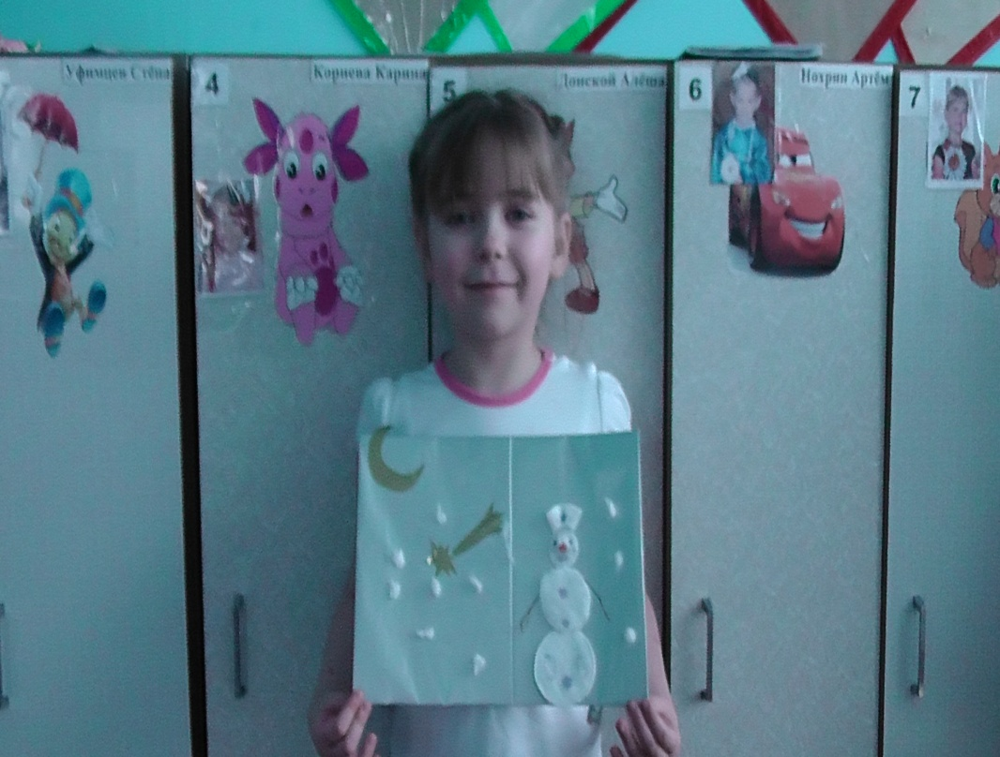 Уфимцев Стёпа
4
Корнева Карина
5
Донской Алёша
6
Нохрин Артём
7